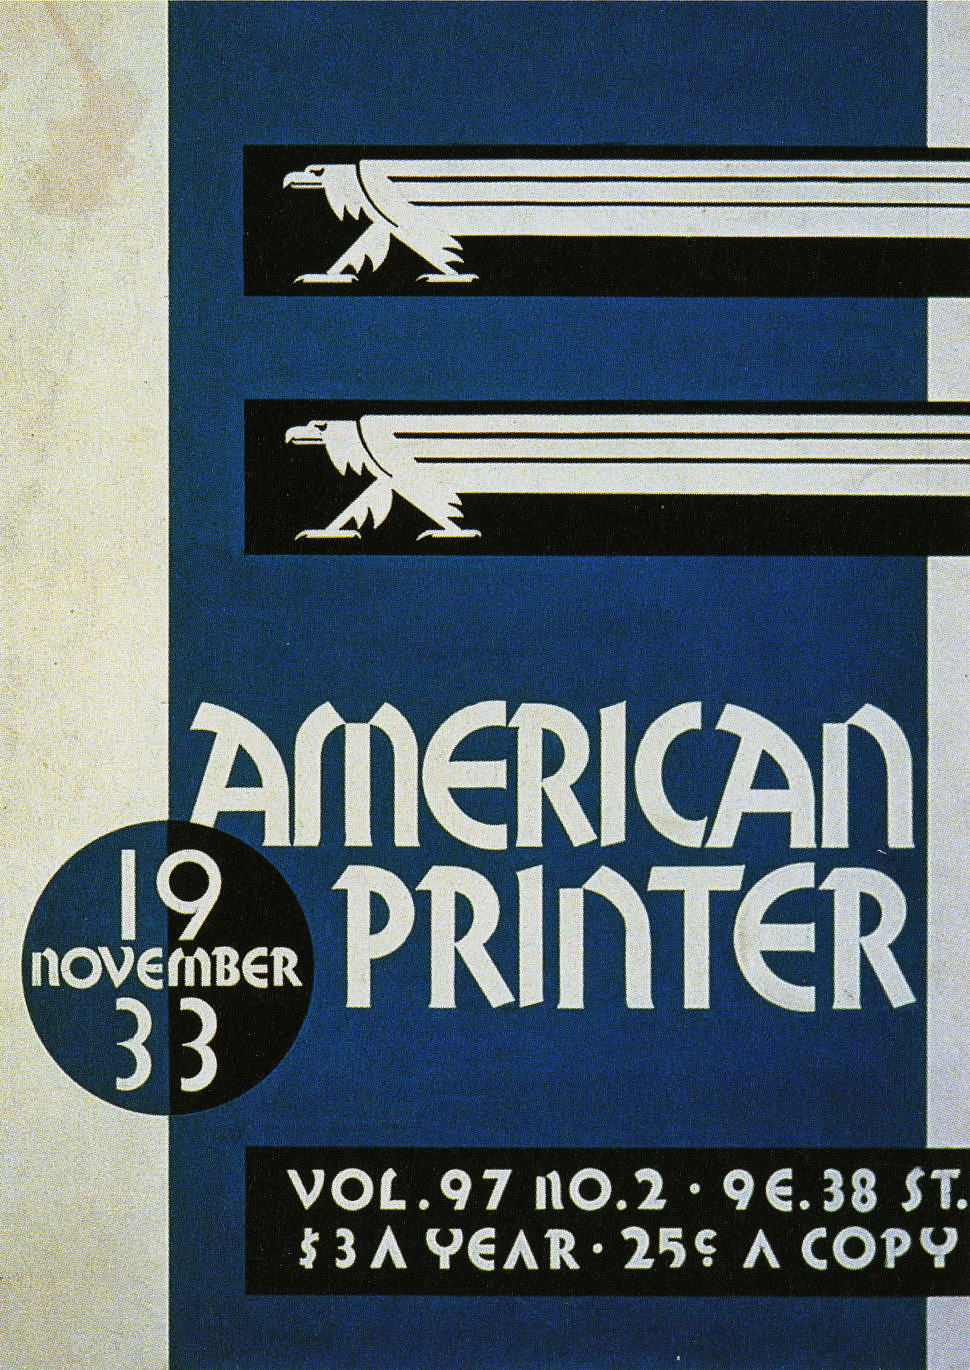 AMERICAN
PRINTER
19
NOVEMBER
33
VOL. 97 NO. 2 · 9 E. 38 ST.
$3 A YEAR · 25¢ A COPY